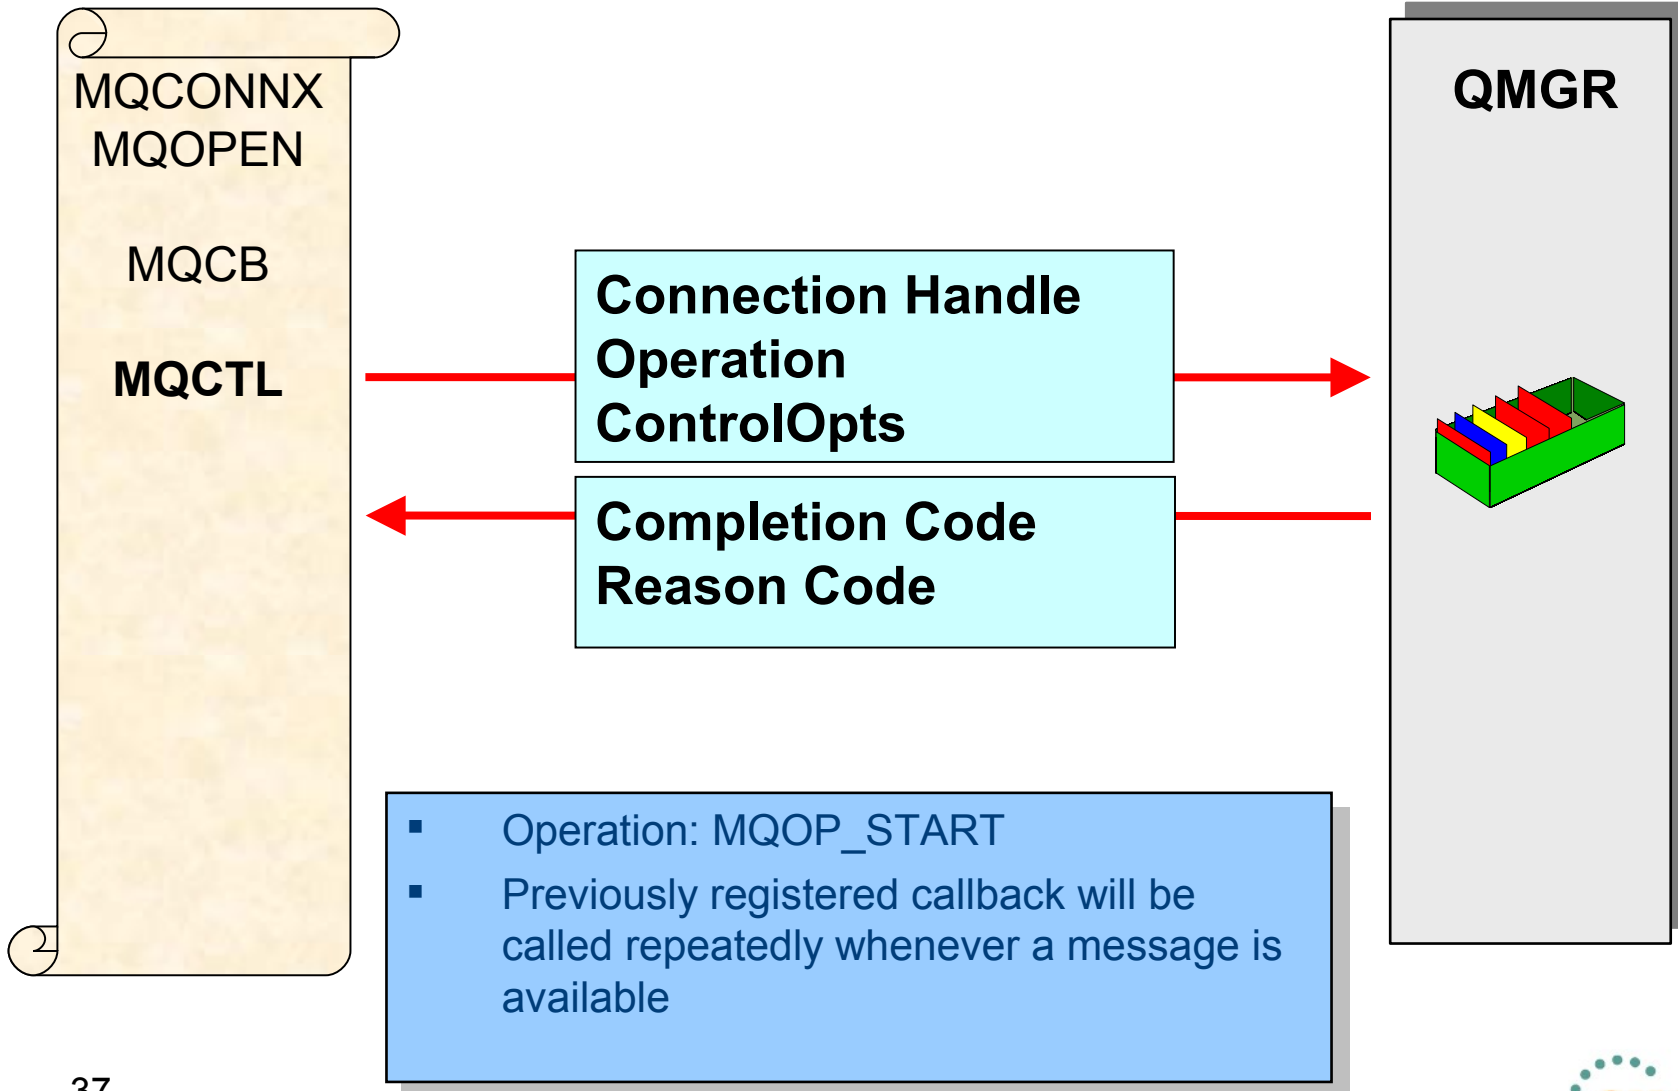 MQCONNX
MQOPEN
MQCB
MQCTL
Connection Handle
Operation
ControlOpts
Completion Code
Reason Code
QMGR
▪ Operation: MQOP_START
▪ Previously registered callback will be
called repeatedly whenever a message is
available
37